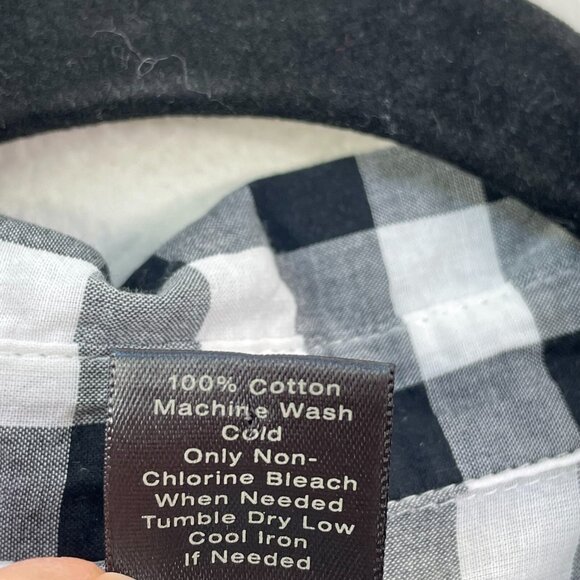 100% Cotton
Machine Wash
Cold
Only Non-
Chlorine Bleach
When Needed
Tumble Dry Low
Cool Iron
If Needed